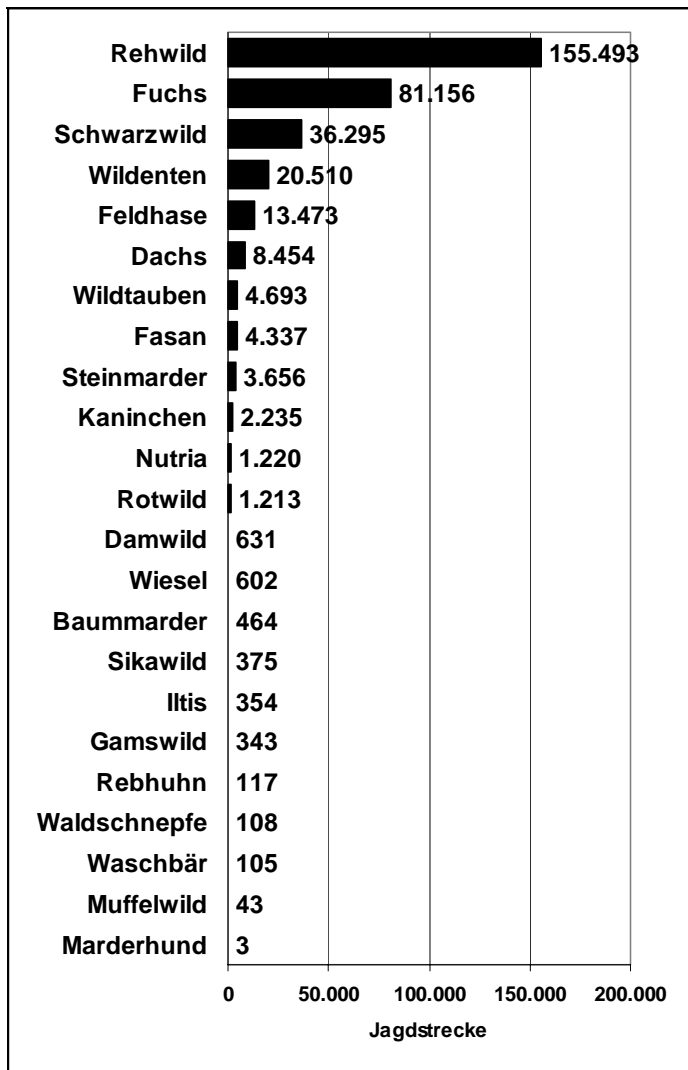 Rehwild 155.493
Fuchs 81.156
Schwarzwild 36.295
Wildenten 20.510
Feldhase 13.473
Dachs 8.454
Wildtauben 4.693
Fasan 4.337
Steinmarder 3.656
Kaninchen 2.235
Nutria 1.220
Rotwild 1.213
Damwild 631
Wiesel 602
Baummarder 464
Sikawild 375
Iltis 354
Gamswild 343
Rebhuhn 117
Waldschnepfe 108
Waschbär 105
Muffelwild 43
Marderhund 3
0 50.000 100.000 150.000 200.000
Jagdstrecke